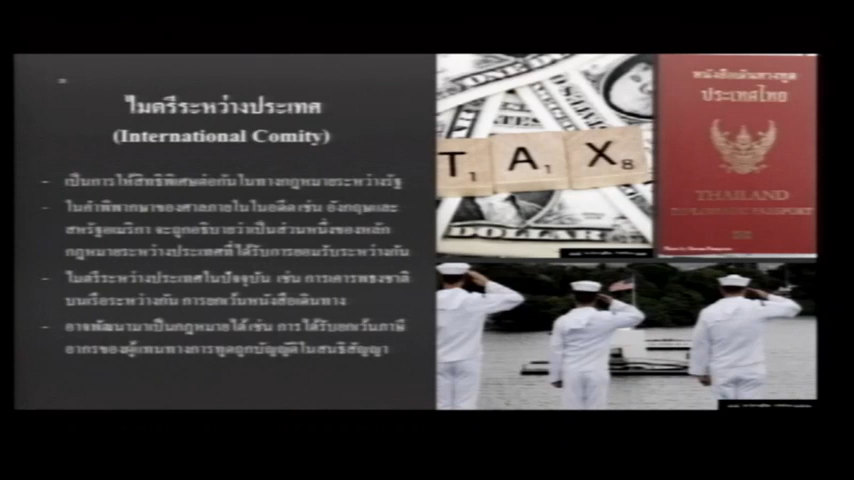 ไมตรีระหว่างประเทศ
(International Comity)
- เป็นการให้สิทธิพิเศษต่อกันในทางกฎหมายระหว่างรัฐ
- ในคำพิพากษาของศาลภายในในอดีต เช่น อังกฤษและ
สหรัฐอเมริกา จะถูกอธิบายว่าเป็นส่วนหนึ่งของหลัก
กฎหมายระหว่างประเทศที่ได้รับการยอมรับระหว่างกัน
- ไมตรีระหว่างประเทศในปัจจุบัน เช่น การเคารพธงชาติ
บนเรือระหว่างกัน การยกเว้นหนังสือเดินทาง
- อาจพัฒนามาเป็นกฎหมายได้ เช่น การได้รับยกเว้นภาษี
อากรของผู้แทนทางการทูตถูกบัญญัติในสนธิสัญญา
T1 A1 X8
หนังสือเดินทางทูต
ประเทศไทย
THAILAND
DIPLOMATIC PASSPORT